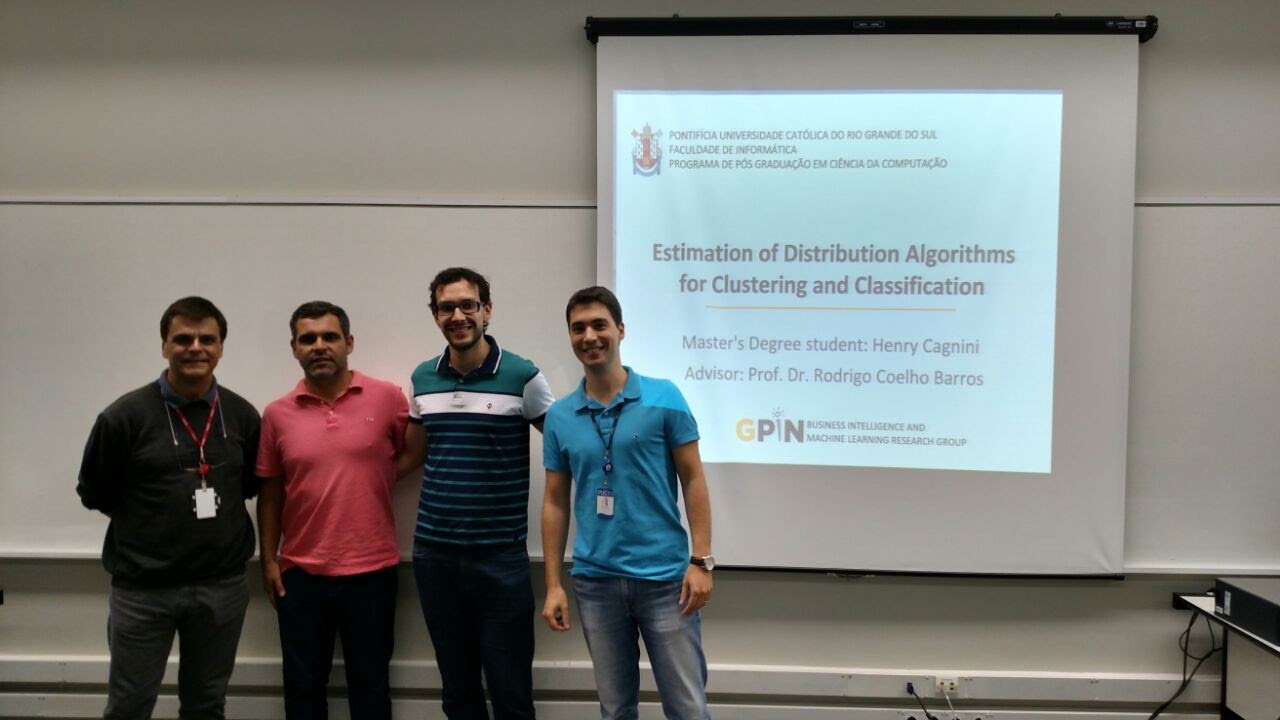 PONTIFÍCIA UNIVERSIDADE CATÓLICA DO RIO GRANDE DO SUL
FACULDADE DE INFORMÁTICA
PROGRAMA DE PÓS GRADUAÇÃO EM CIÊNCIA DA COMPUTAÇÃO
Estimation of Distribution Algorithms
for Clustering and Classification
Master's Degree student: Henry Cagnini
Advisor: Prof. Dr. Rodrigo Coelho Barros
GPIN
BUSINESS INTELLIGENCE AND
MACHINE LEARNING RESEARCH GROUP